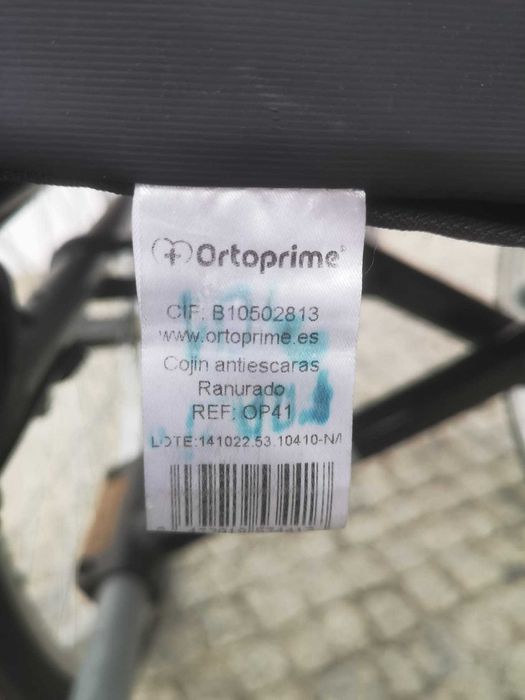 Ortoprime
CIF: B10502813
www.ortoprime.es
Cojin antiescaras
Ranurado
REF: OP41
LOTE:141022.53.10410-N/